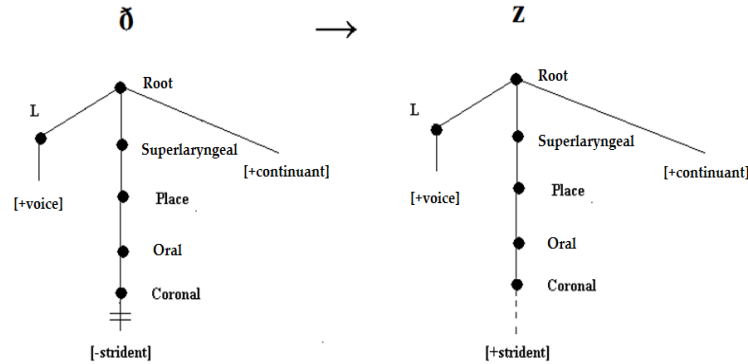 ð → z
Root
L
Superlaryngeal
[+continuant]
[+voice]
Place
Oral
Coronal
[-strident]
Root
L
Superlaryngeal
[+continuant]
[+voice]
Place
Oral
Coronal
[+strident]